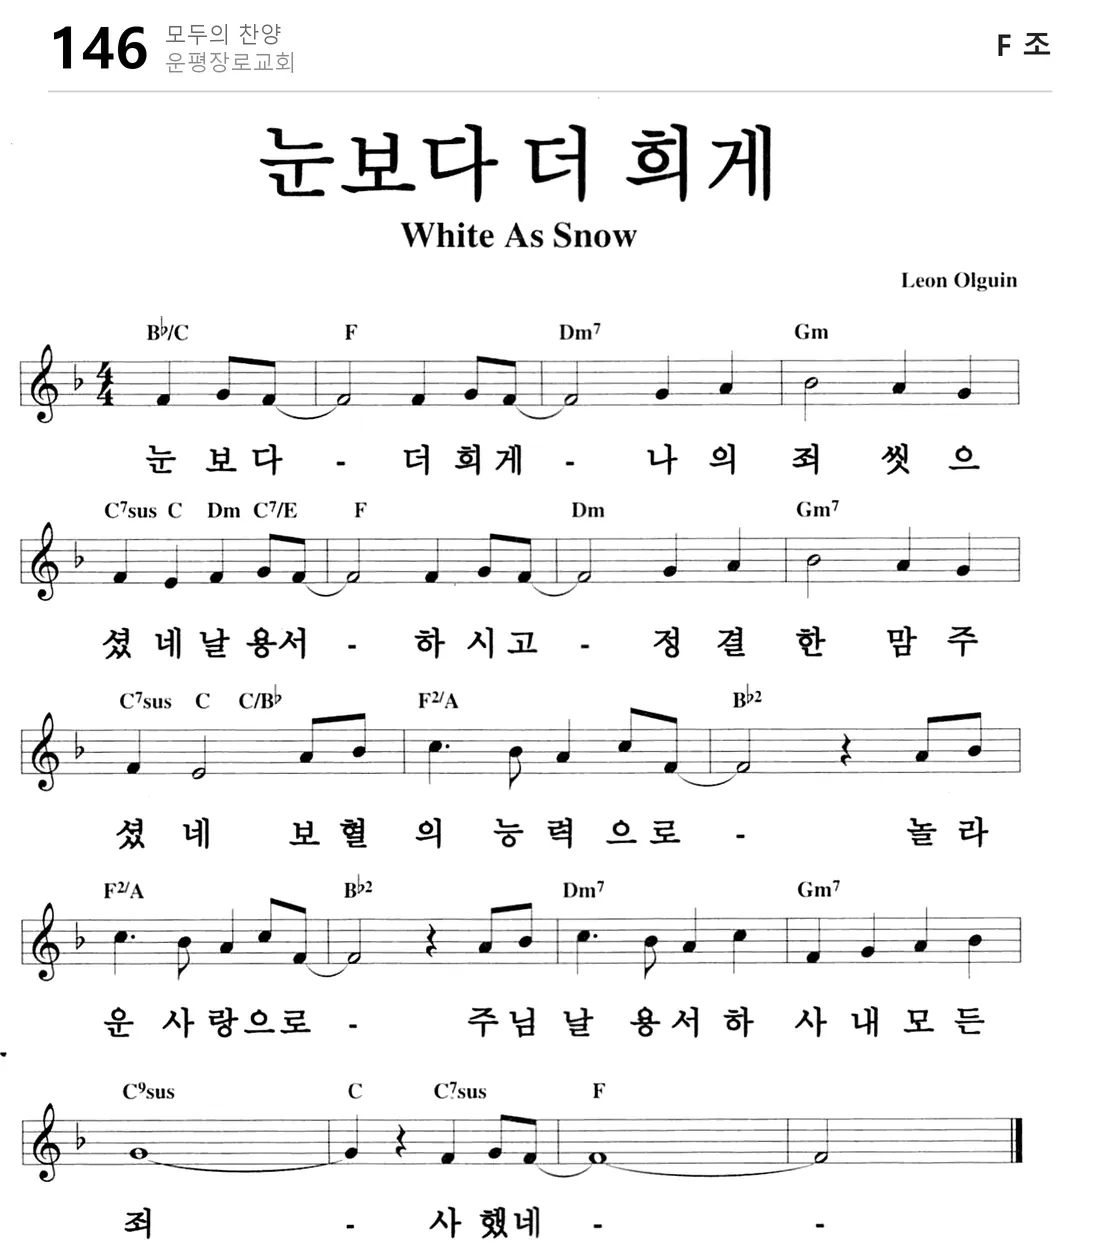 146 모두의 찬양
운평장로교회
F 조
눈보다 더 희게
White As Snow
Leon Olguin
B♭/C F Dm7 Gm
눈 보 다 - 더 희 게 - 나 의 죄 씻 으
C7sus C Dm C7/E F Dm Gm7
셨 네 날 용서 - 하 시 고 - 정 결 한 맘 주
C7sus C C/B♭ F2/A B♭2
셨 네 보 혈 의 능 력 으 로 - 놀 라
F2/A B♭2 Dm7 Gm7
운 사 랑 으 로 - 주 님 날 용 서 하 사 내 모 든
C9sus C C7sus F
죄 - 사 했 네 - -